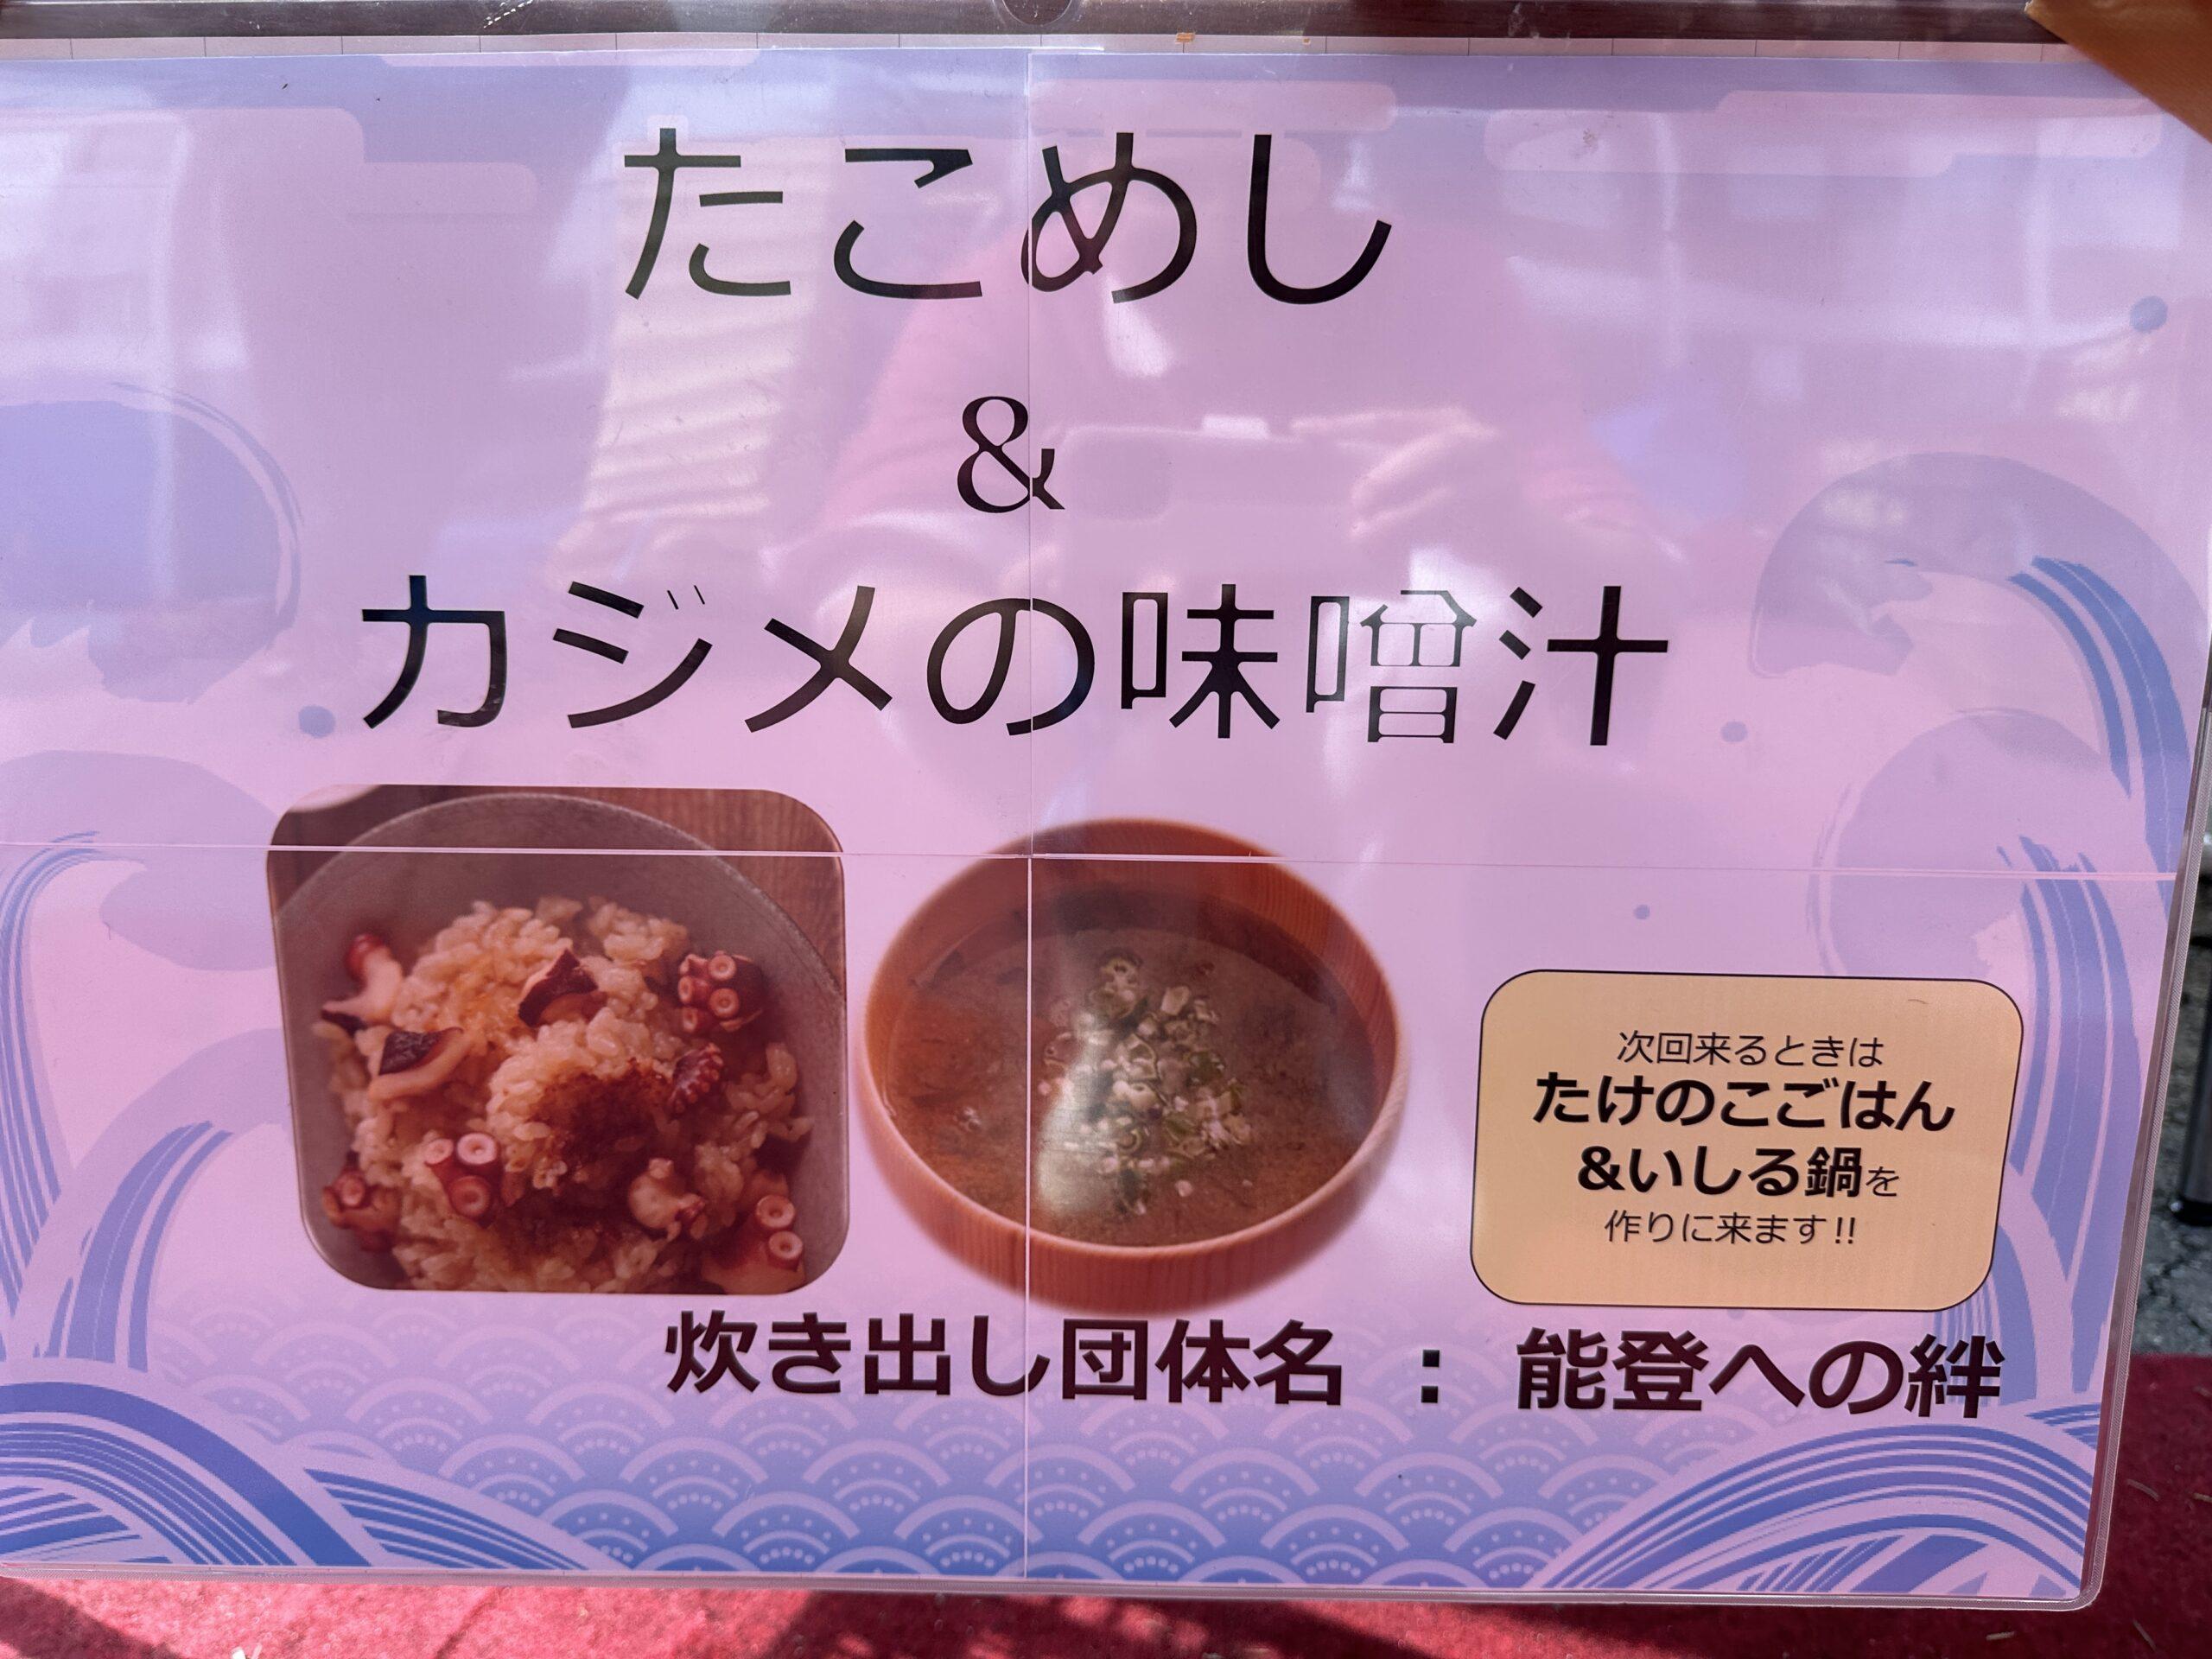 たこめし
&
カジメの味噌汁
次回来るときは
たけのこごはん
&いしる鍋を
作りに来ます!!
炊き出し団体名 : 能登への絆